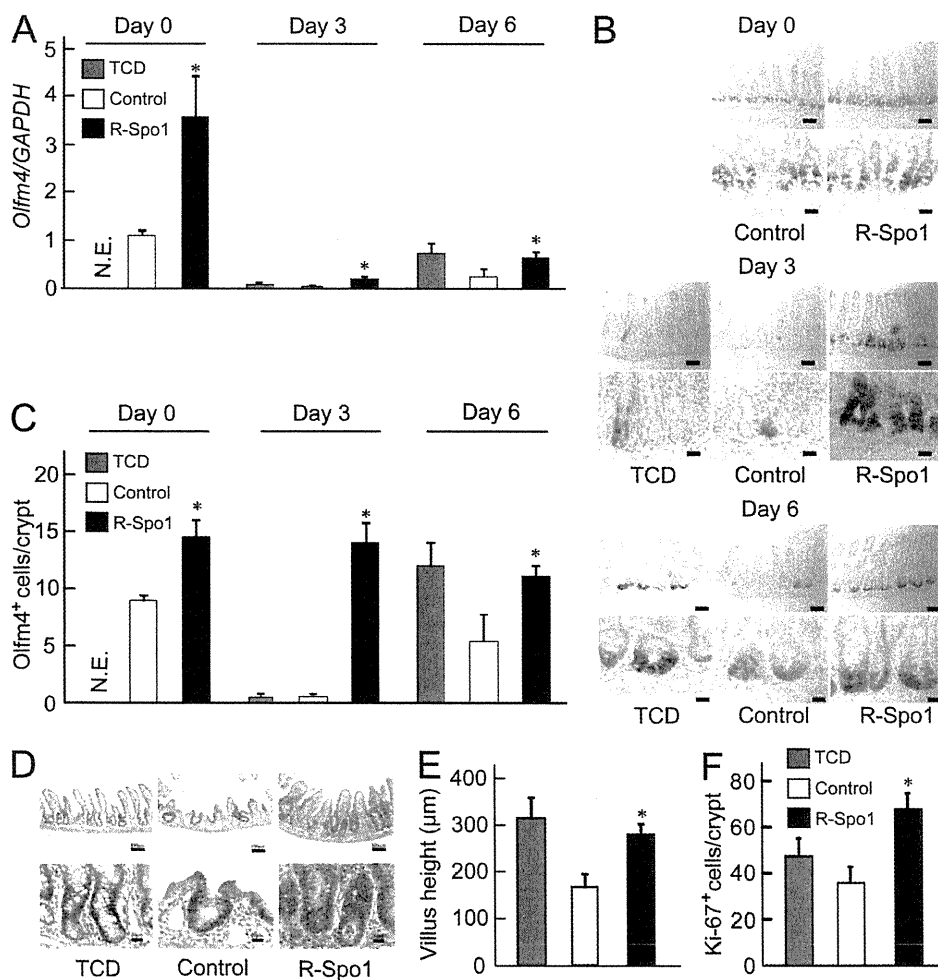 A
Day 0 Day 3 Day 6
Olfm4/GAPDH
5
4
3
2
1
0
TCD
Control
R-Spo1
N.E.
*
*
*
B
Day 0
Control R-Spo1
Day 3
TCD Control R-Spo1
Day 6
TCD Control R-Spo1
C
Day 0 Day 3 Day 6
Olfm4+ cells/crypt
20
15
10
5
0
TCD
Control
R-Spo1
N.E.
*
*
*
D
TCD Control R-Spo1
E
Villus height (µm)
400
300
200
100
0
*
F
TCD
Control
R-Spo1
Ki-67+ cells/crypt
80
60
40
20
0
*